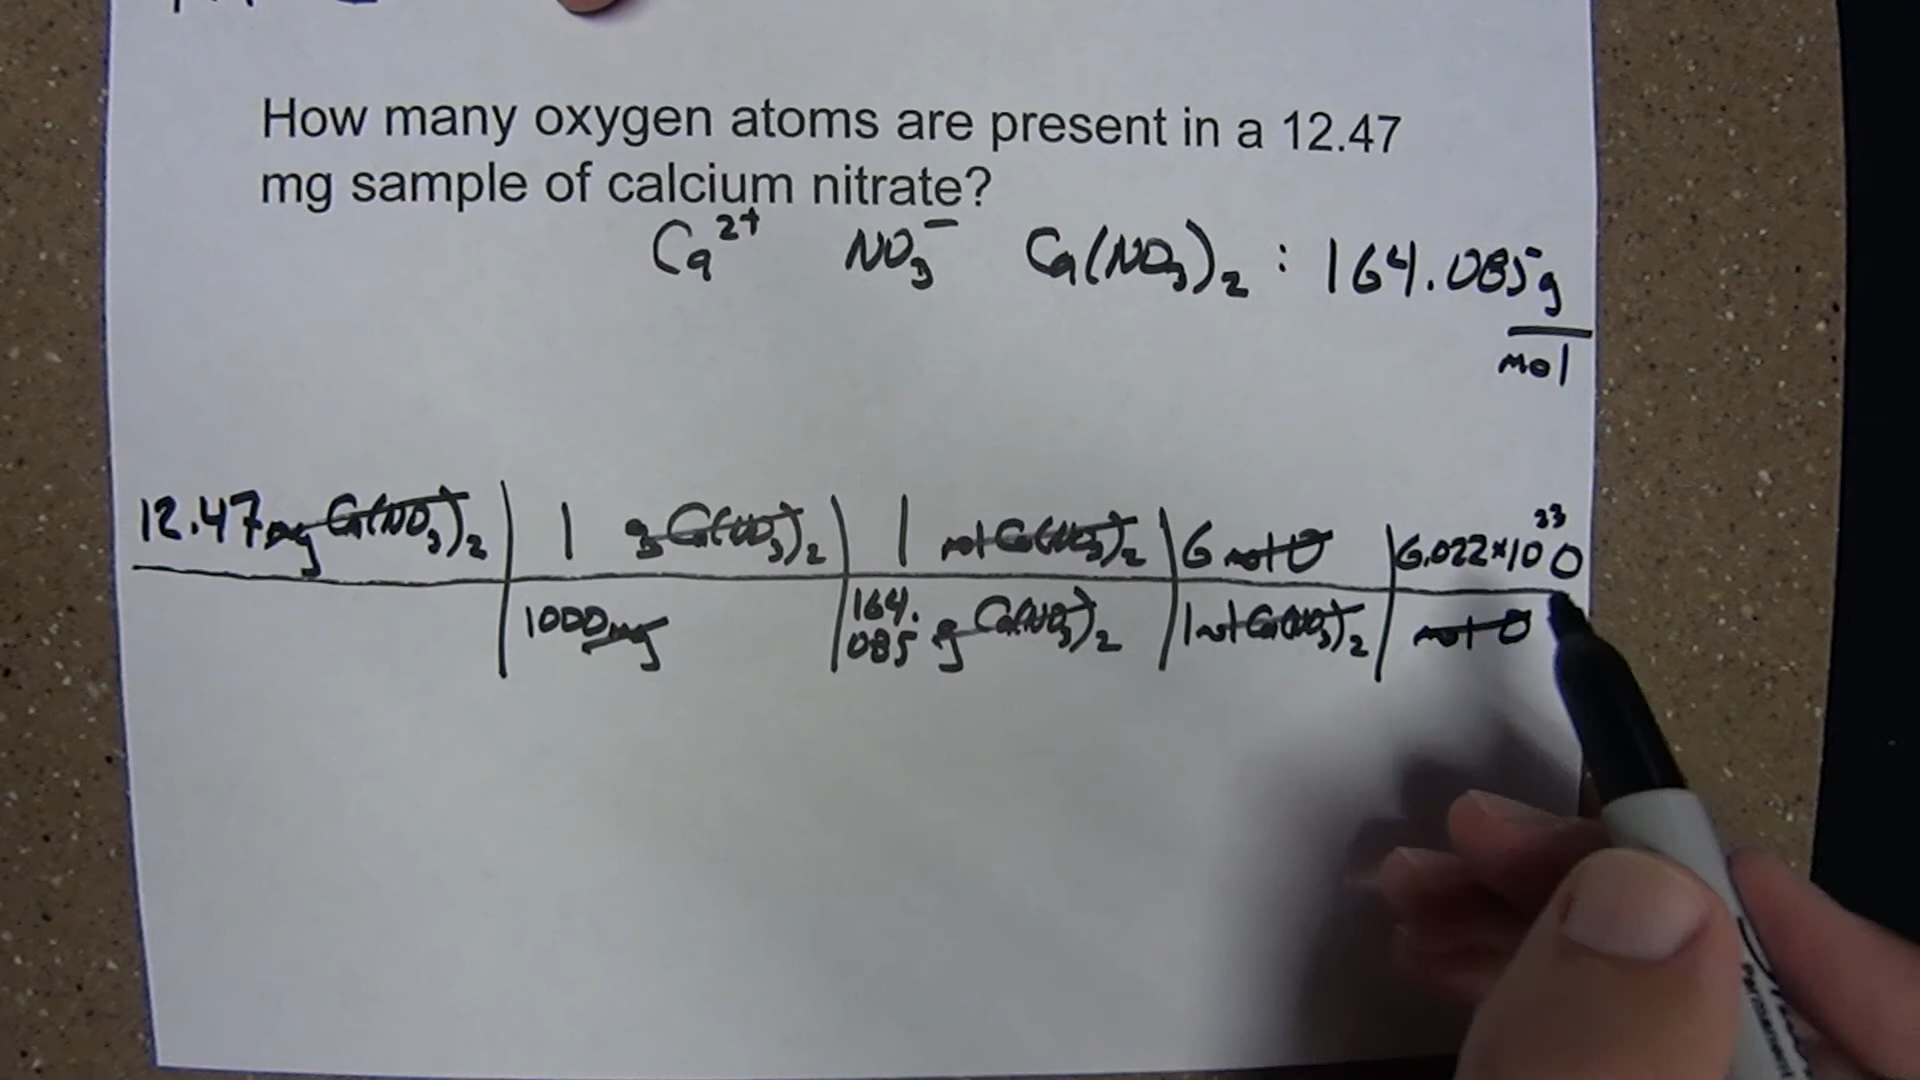 How many oxygen atoms are present in a 12.47
mg sample of calcium nitrate?
Ca²⁺ NO₃⁻ Ca(NO₃)₂ : 164.085 g
mol
12.47 mg Ca(NO₃)₂ | 1 g Ca(NO₃)₂ | 1 mol Ca(NO₃)₂ | 6 mol O | 6.022×10²³ O
1000 mg | 164.085 g Ca(NO₃)₂ | 1 mol Ca(NO₃)₂ | mol O